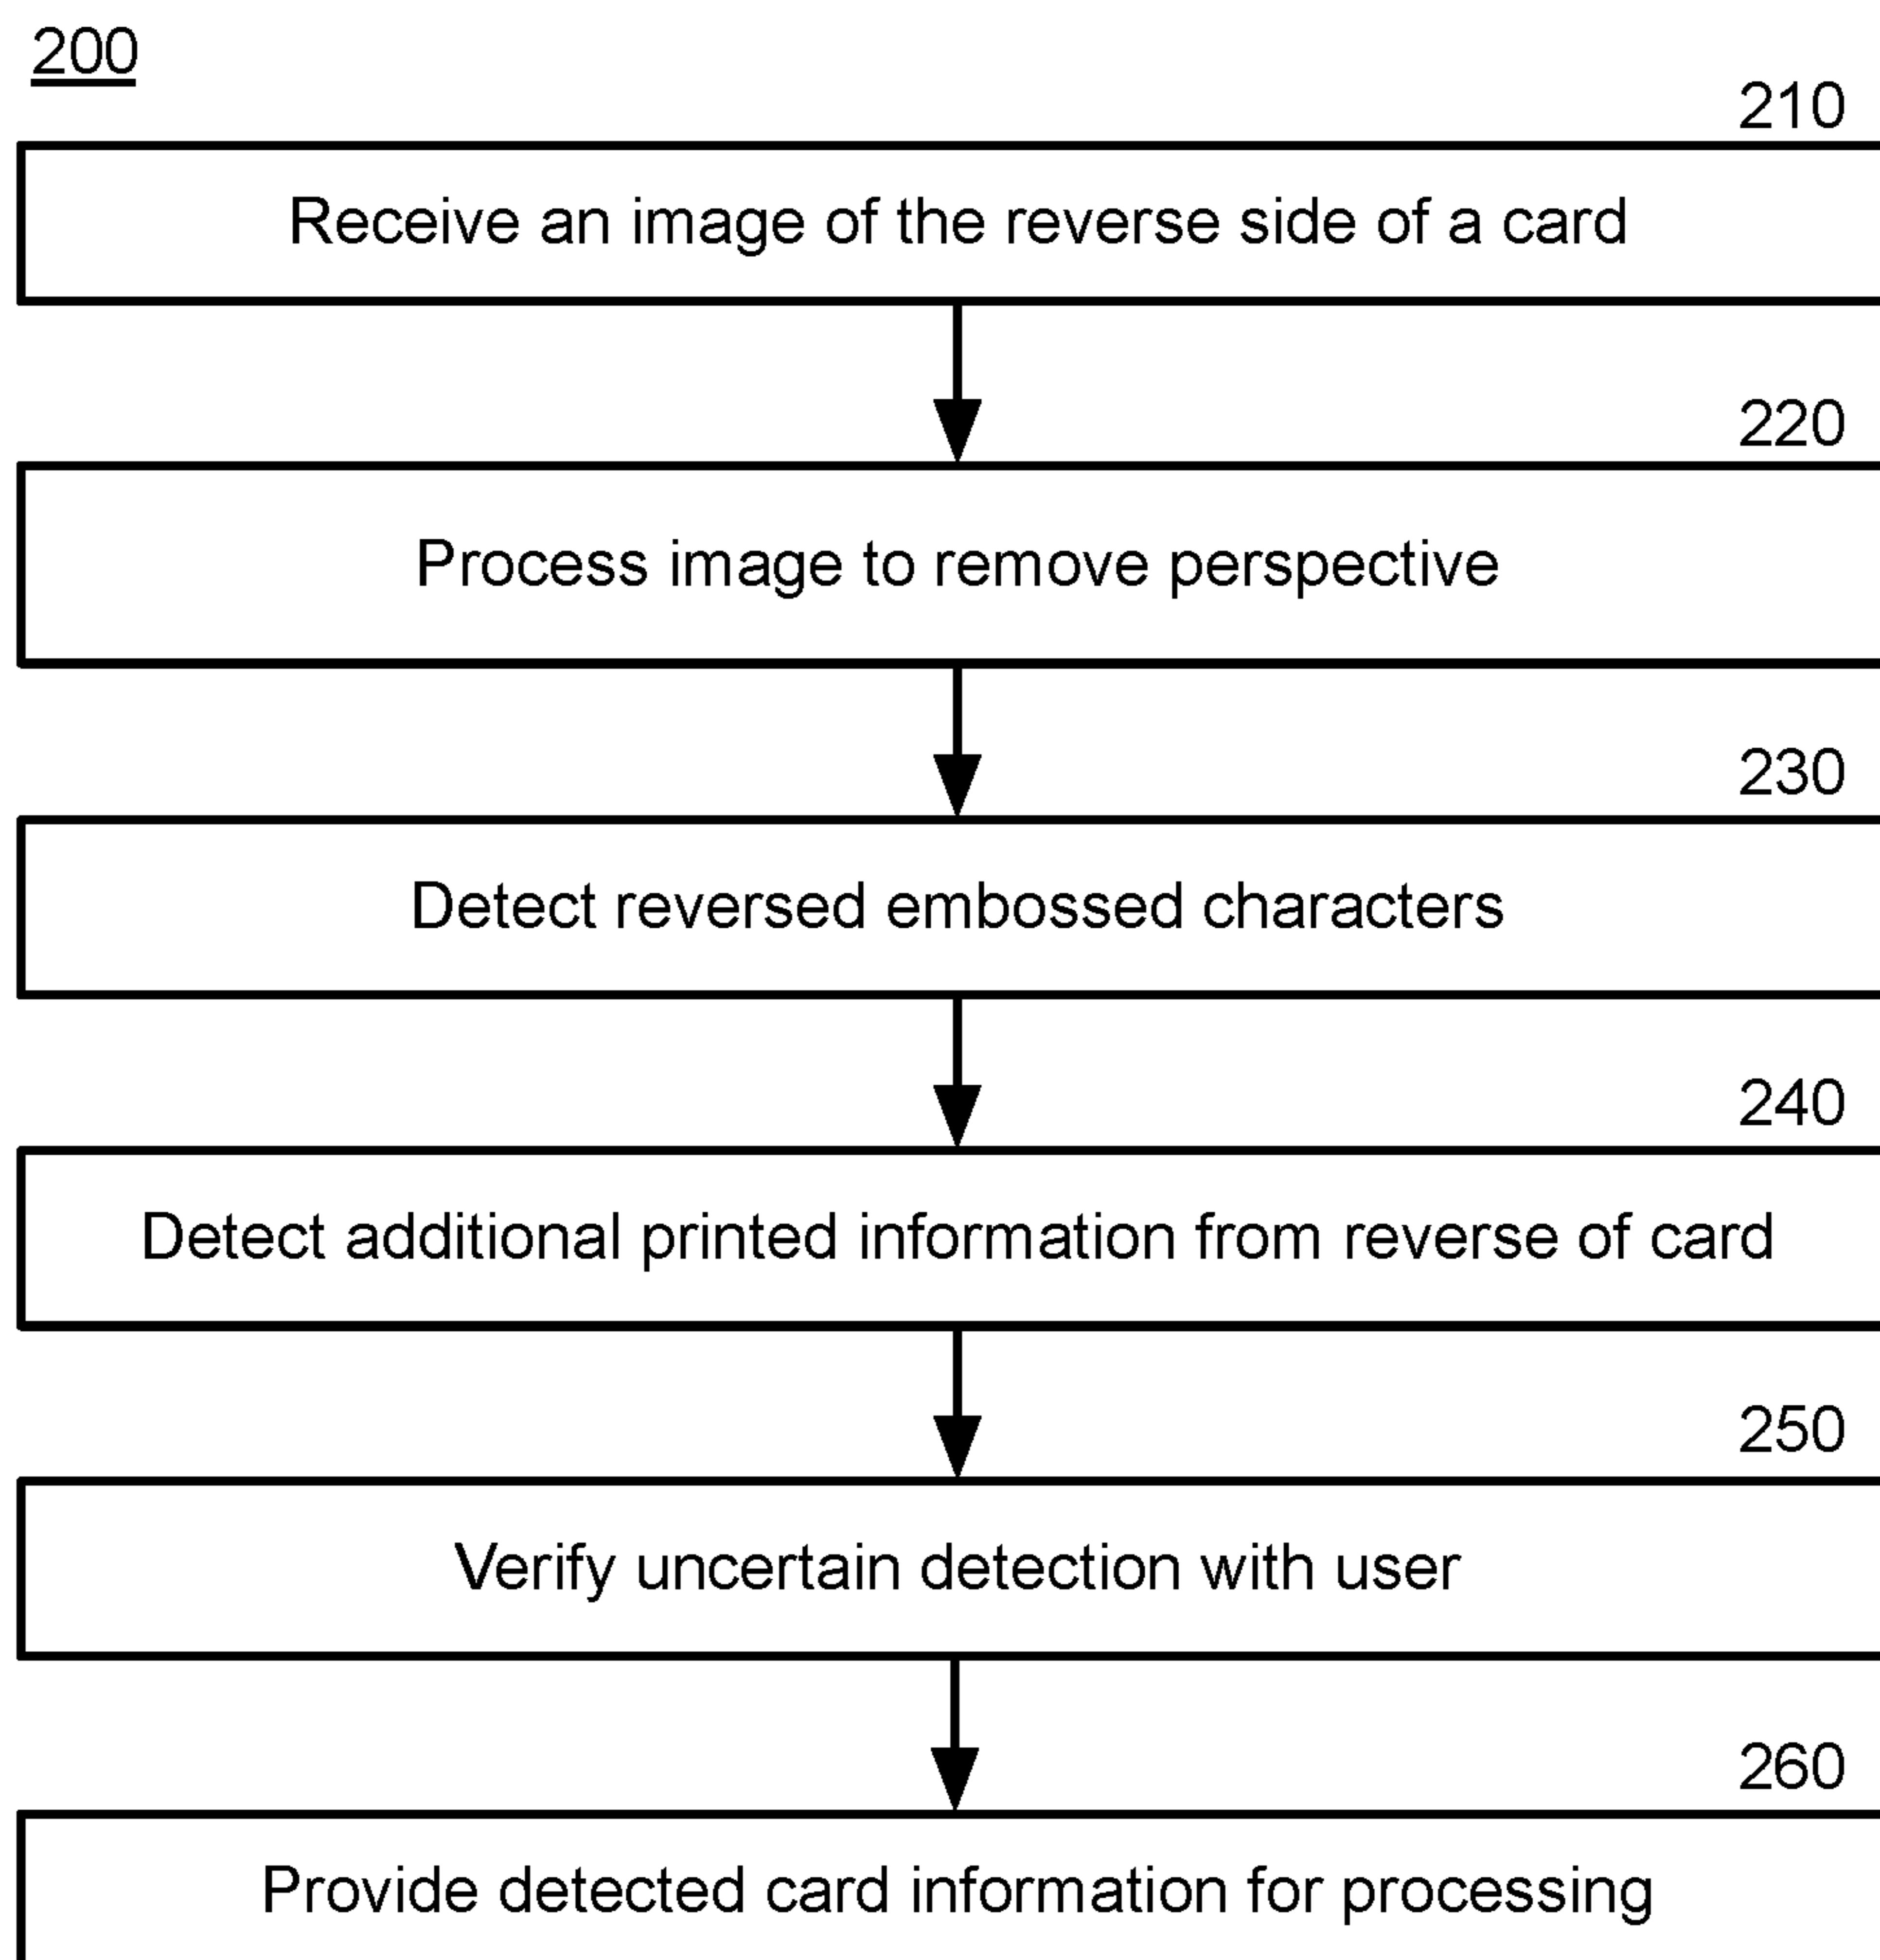 200
210
Receive an image of the reverse side of a card
220
Process image to remove perspective
230
Detect reversed embossed characters
240
Detect additional printed information from reverse of card
250
Verify uncertain detection with user
260
Provide detected card information for processing